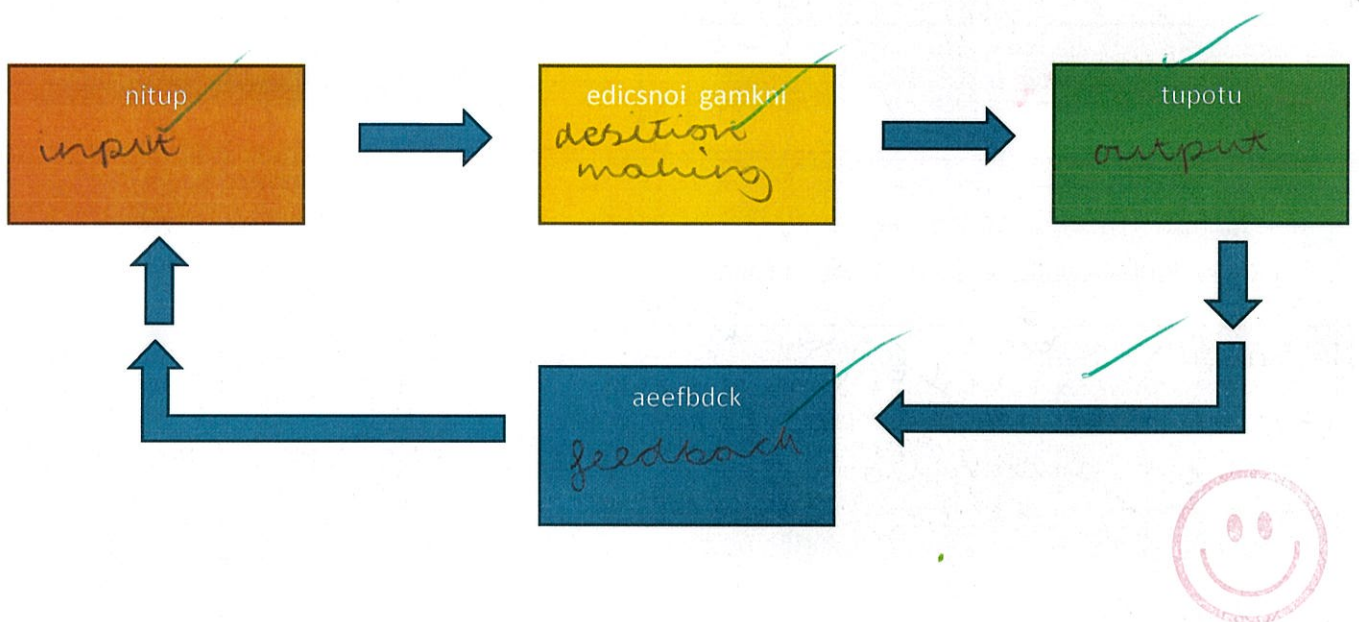 nitup
input
edicsnoi gamkni
desition
making
tupotu
output
aeefbdck
feedback